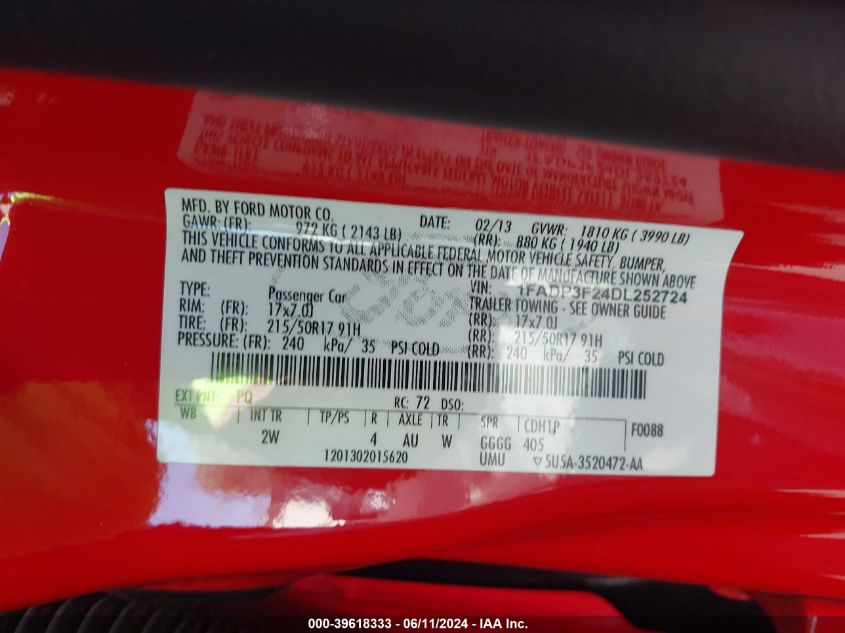 MFD. BY FORD MOTOR CO. DATE: 02/13 GVWR: 1810 KG ( 3990 LB)
GAWR: (FR): 972 KG ( 2143 LB) (RR): 880 KG ( 1940 LB)
THIS VEHICLE CONFORMS TO ALL APPLICABLE FEDERAL MOTOR VEHICLE SAFETY, BUMPER,
AND THEFT PREVENTION STANDARDS IN EFFECT ON THE DATE OF MANUFACTURE SHOWN ABOVE
VIN: 1FADP3F24DL252724
TYPE: Passenger Car TRAILER TOWING - SEE OWNER GUIDE
RIM: (FR): 17x7.0J (RR): 17x7.0J
TIRE: (FR): 215/50R17 91H (RR): 215/50R17 91H
PRESSURE: (FR): 240 kPa/ 35 PSI COLD (RR): 240 kPa/ 35 PSI COLD
EXT PNT: PQ RC: 72 DSO:
WB INT TR TP/PS R AXLE TR SPR CDH1P F0088
2W 4 AU W GGGG 405
1201302015620 UMU ▽5U5A-3520472-AA
000-39618333 - 06/11/2024 - IAA Inc.